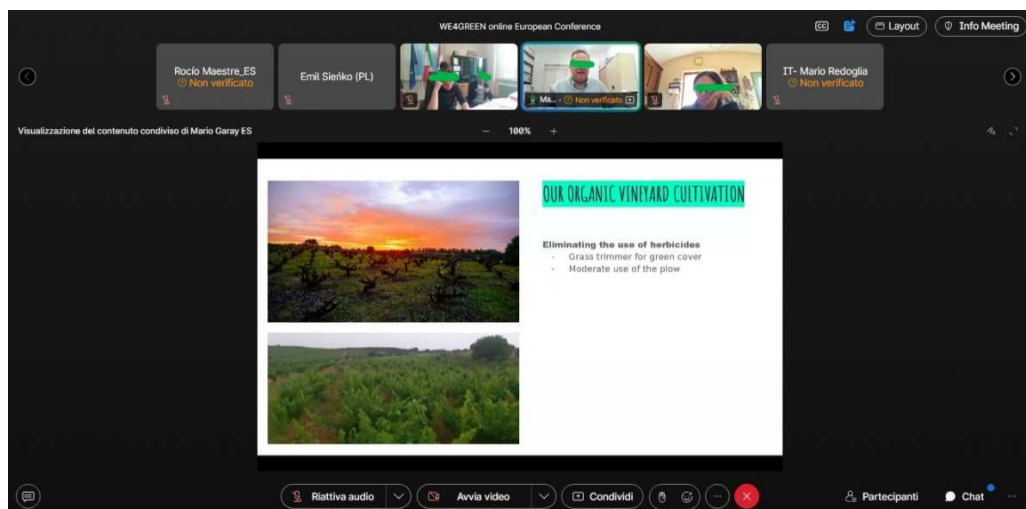 WE4GREEN online European Conference
Layout
Info Meeting
Rocío Maestre_ES
Non verificato
Emil Sieńko (PL)
Ma... - Non verificato
IT- Mario Redoglia
Non verificato
Visualizzazione del contenuto condiviso di Mario Garay ES
− 100% +
OUR ORGANIC VINEYARD CULTIVATION
Eliminating the use of herbicides
- Grass trimmer for green cover
- Moderate use of the plow
Riattiva audio
Avvia video
Condividi
Partecipanti
Chat